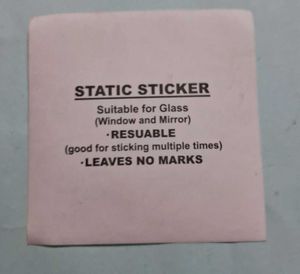 STATIC STICKER
Suitable for Glass
(Window and Mirror)
·RESUABLE
(good for sticking multiple times)
·LEAVES NO MARKS